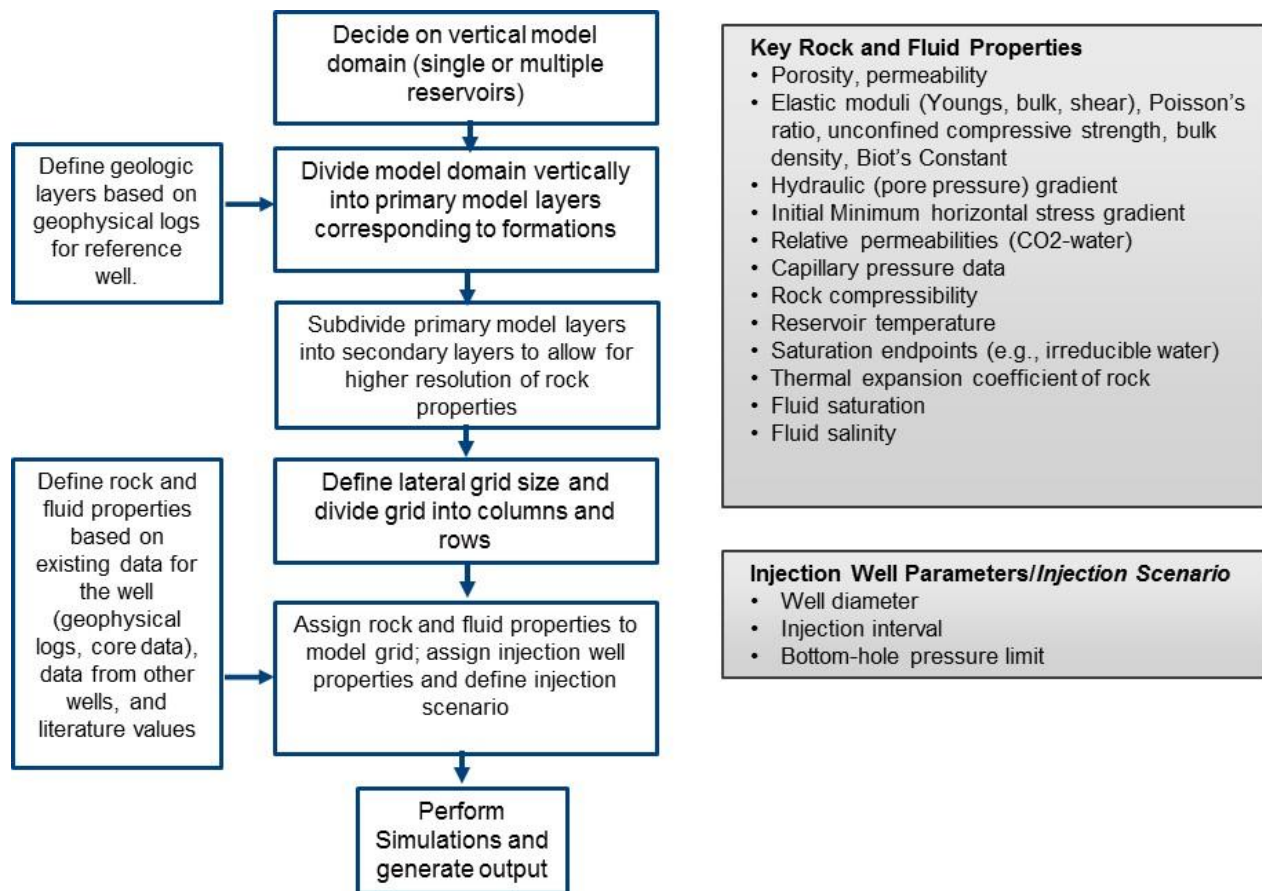 Decide on vertical model
domain (single or multiple
reservoirs)
Define geologic
layers based on
geophysical logs
for reference
well.
Divide model domain vertically
into primary model layers
corresponding to formations
Subdivide primary model layers
into secondary layers to allow for
higher resolution of rock
properties
Define rock and
fluid properties
based on
existing data for
the well
(geophysical
logs, core data),
data from other
wells, and
literature values
Define lateral grid size and
divide grid into columns and
rows
Assign rock and fluid properties to
model grid; assign injection well
properties and define injection
scenario
Perform
Simulations and
generate output
Key Rock and Fluid Properties
• Porosity, permeability
• Elastic moduli (Youngs, bulk, shear), Poisson's
ratio, unconfined compressive strength, bulk
density, Biot's Constant
• Hydraulic (pore pressure) gradient
• Initial Minimum horizontal stress gradient
• Relative permeabilities (CO2-water)
• Capillary pressure data
• Rock compressibility
• Reservoir temperature
• Saturation endpoints (e.g., irreducible water)
• Thermal expansion coefficient of rock
• Fluid saturation
• Fluid salinity
Injection Well Parameters/Injection Scenario
• Well diameter
• Injection interval
• Bottom-hole pressure limit